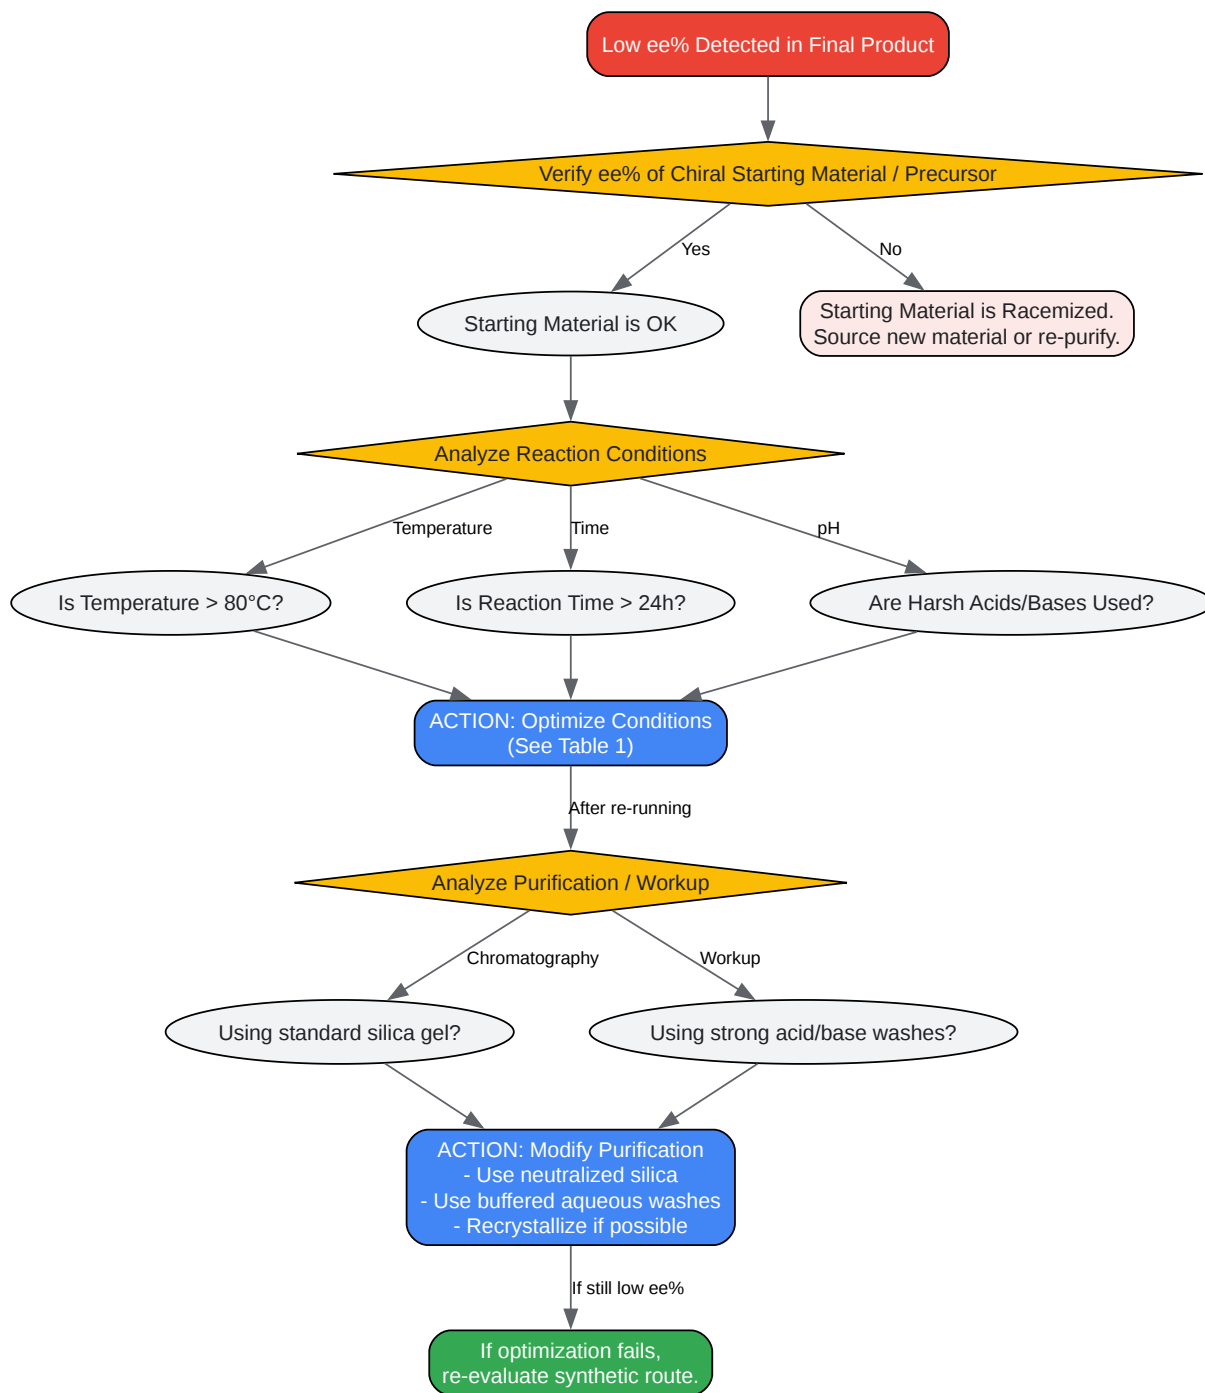 Low ee% Detected in Final Product
Verify ee% of Chiral Starting Material / Precursor
Yes
No
Starting Material is OK
Starting Material is Racemized.
Source new material or re-purify.
Analyze Reaction Conditions
Temperature
Time
pH
Is Temperature > 80°C?
Is Reaction Time > 24h?
Are Harsh Acids/Bases Used?
ACTION: Optimize Conditions
(See Table 1)
After re-running
Analyze Purification / Workup
Chromatography
Workup
Using standard silica gel?
Using strong acid/base washes?
ACTION: Modify Purification
- Use neutralized silica
- Use buffered aqueous washes
- Recrystallize if possible
If still low ee%
If optimization fails,
re-evaluate synthetic route.